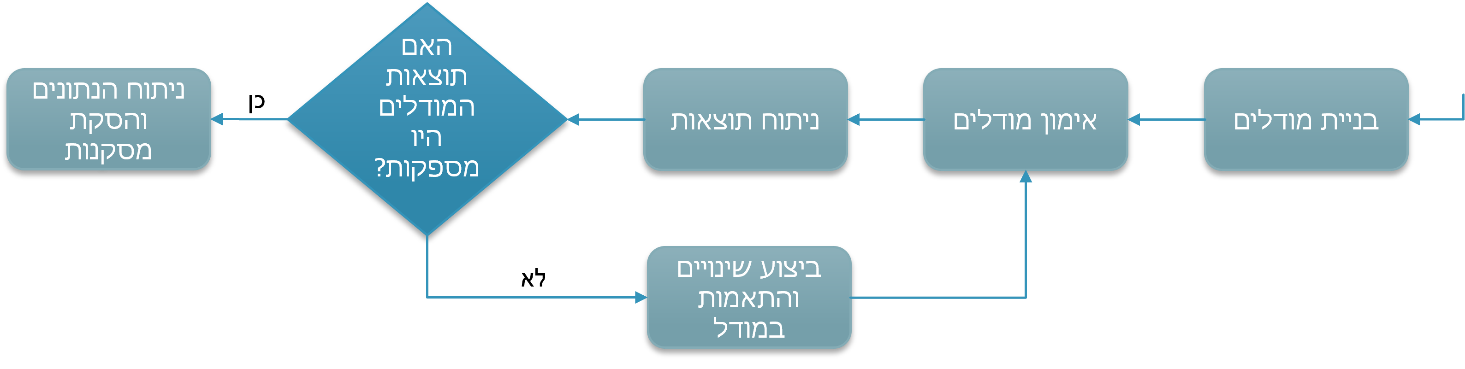 בניית מודלים
אימון מודלים
ניתוח תוצאות
האם
תוצאות
המודלים
היו
מספקות?
כן
ניתוח הנתונים
והסקת
מסקנות
לא
ביצוע שינויים
והתאמות
במודל